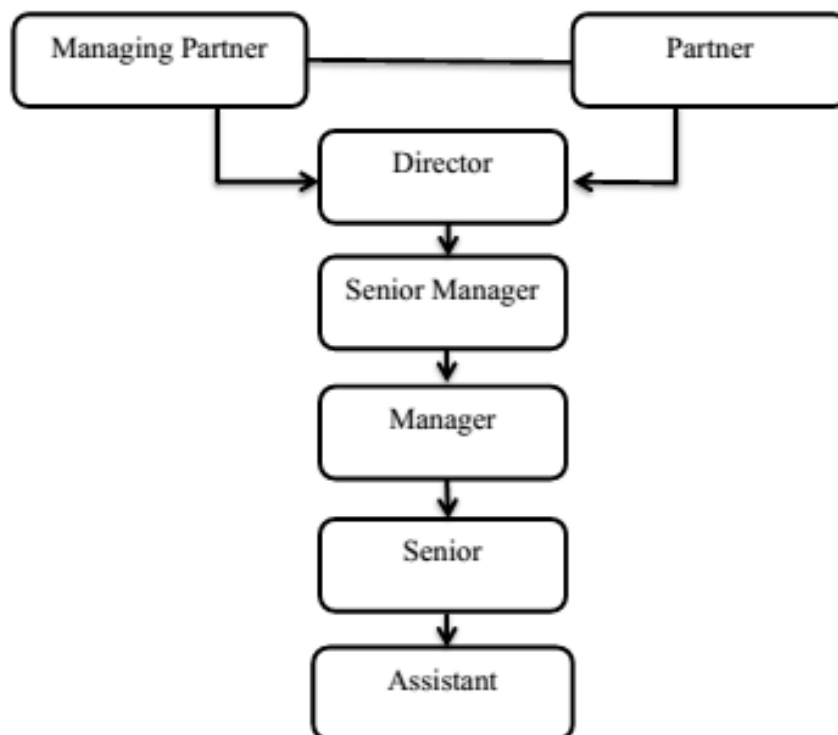 Managing Partner
Partner
Director
Senior Manager
Manager
Senior
Assistant